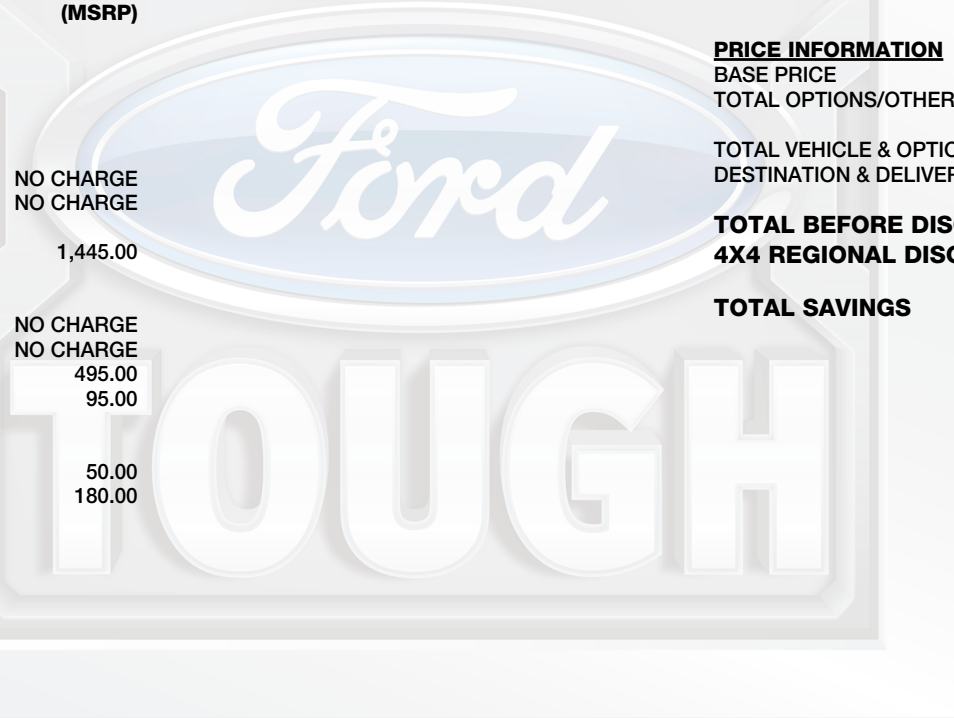 (MSRP)
NO CHARGE
NO CHARGE
1,445.00
NO CHARGE
NO CHARGE
495.00
95.00
50.00
180.00
Ford
TOUGH
PRICE INFORMATION
BASE PRICE
TOTAL OPTIONS/OTHER
TOTAL VEHICLE & OPTIO
DESTINATION & DELIVER
TOTAL BEFORE DISC
4X4 REGIONAL DISC
TOTAL SAVINGS